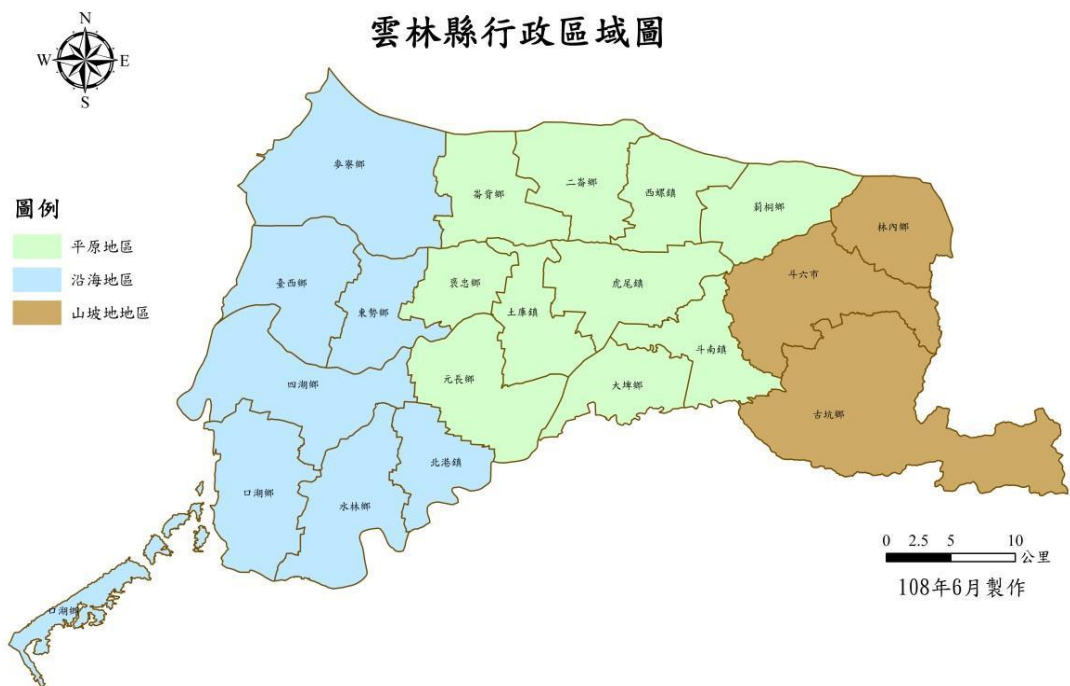 雲林縣行政區域圖
N
W
E
S
圖例
平原地區
沿海地區
山坡地地區
麥寮鄉
崙背鄉
二崙鄉
西螺鎮
莿桐鄉
林內鄉
臺西鄉
東勢鄉
褒忠鄉
土庫鎮
虎尾鎮
斗六市
四湖鄉
元長鄉
大埤鄉
斗南鎮
古坑鄉
口湖鄉
水林鄉
北港鎮
口湖鄉
0 2.5 5 10
公里
108年6月製作